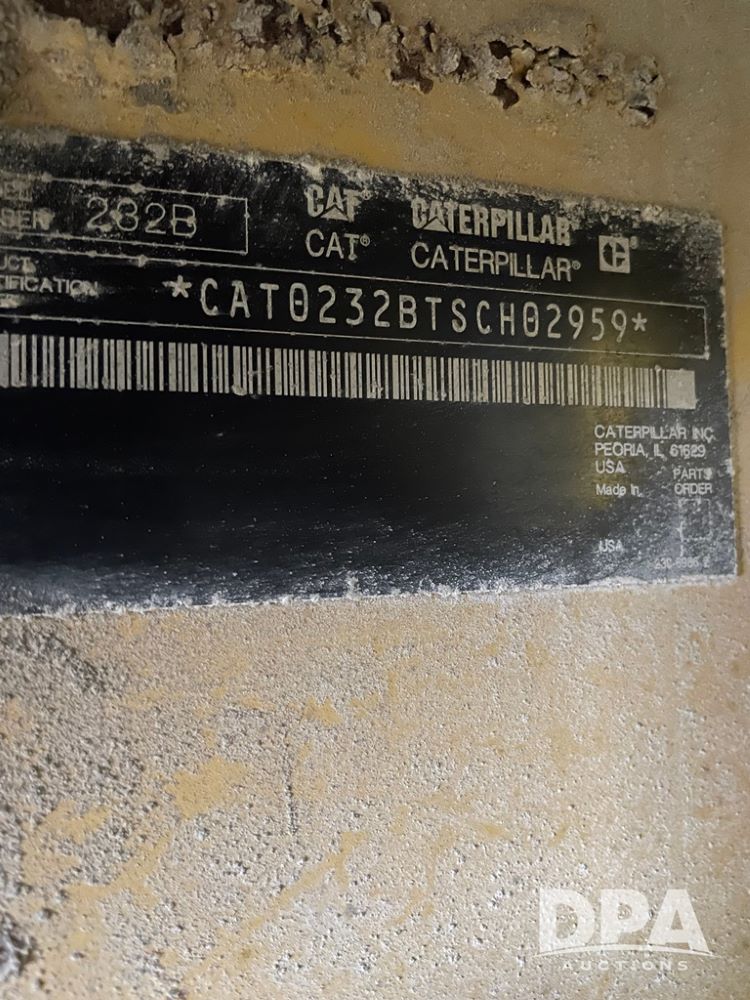 232B
CAT CATERPILLAR
CAT® CATERPILLAR®
*CAT0232BTSCH02959*
CATERPILLAR INC.
PEORIA, IL 61629
USA
PARTS
Made In ORDER
USA
DPA
AUCTIONS